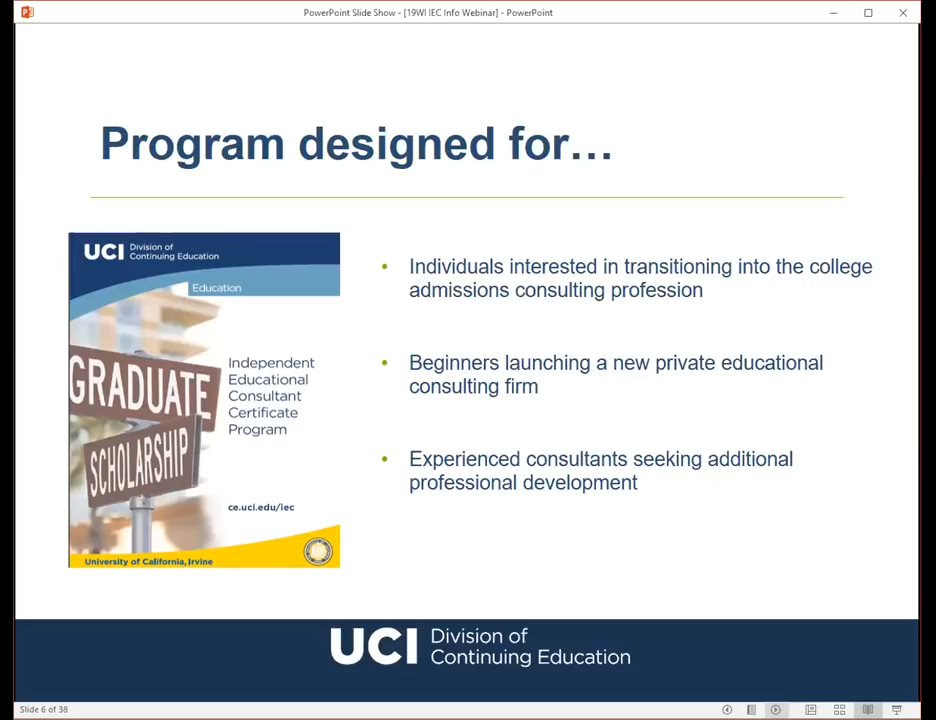 PowerPoint Slide Show - [19WI IEC Info Webinar] - PowerPoint
Program designed for…
UCI Division of
Continuing Education
Education
GRADUATE
SCHOLARSHIP
Independent
Educational
Consultant
Certificate
Program
ce.uci.edu/iec
University of California, Irvine
• Individuals interested in transitioning into the college
admissions consulting profession
• Beginners launching a new private educational
consulting firm
• Experienced consultants seeking additional
professional development
UCI Division of
Continuing Education
Slide 6 of 38